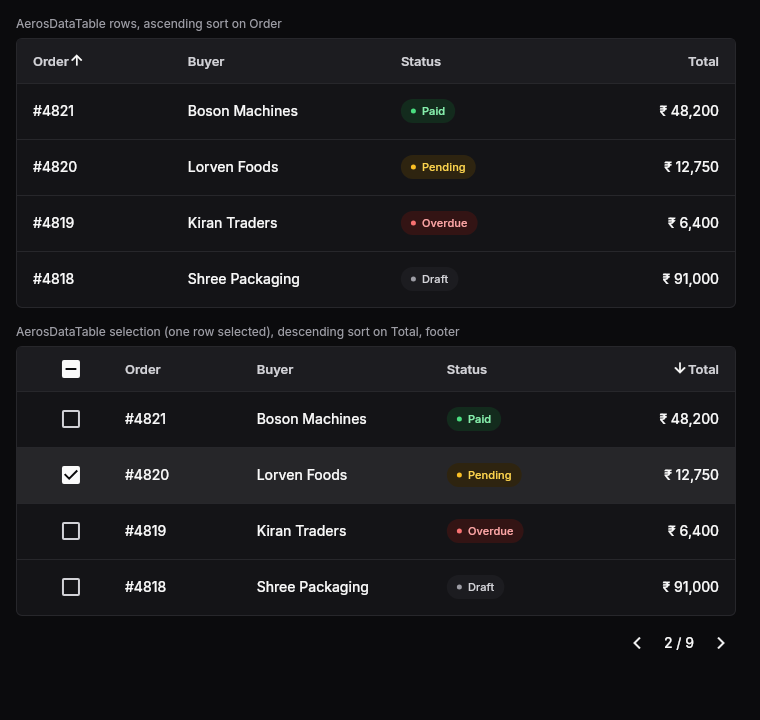 AerosDataTable rows, ascending sort on Order
Order Buyer Status Total
#4821 Boson Machines Paid ₹ 48,200
#4820 Lorven Foods Pending ₹ 12,750
#4819 Kiran Traders Overdue ₹ 6,400
#4818 Shree Packaging Draft ₹ 91,000
AerosDataTable selection (one row selected), descending sort on Total, footer
Order Buyer Status Total
#4821 Boson Machines Paid ₹ 48,200
#4820 Lorven Foods Pending ₹ 12,750
#4819 Kiran Traders Overdue ₹ 6,400
#4818 Shree Packaging Draft ₹ 91,000
2 / 9